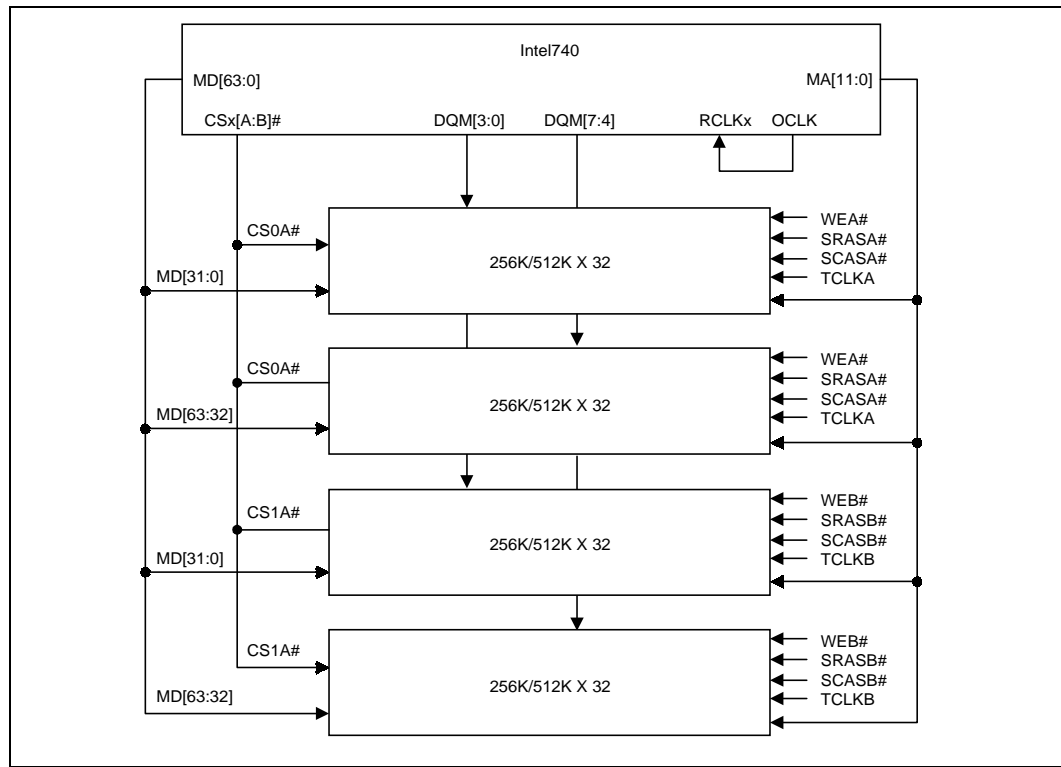 Intel740
MD[63:0]
MA[11:0]
CSx[A:B]#
DQM[3:0]
DQM[7:4]
RCLKx
OCLK
CS0A#
MD[31:0]
256K/512K X 32
WEA#
SRASA#
SCASA#
TCLKA
CS0A#
MD[63:32]
256K/512K X 32
WEA#
SRASA#
SCASA#
TCLKA
CS1A#
MD[31:0]
256K/512K X 32
WEB#
SRASB#
SCASB#
TCLKB
CS1A#
MD[63:32]
256K/512K X 32
WEB#
SRASB#
SCASB#
TCLKB